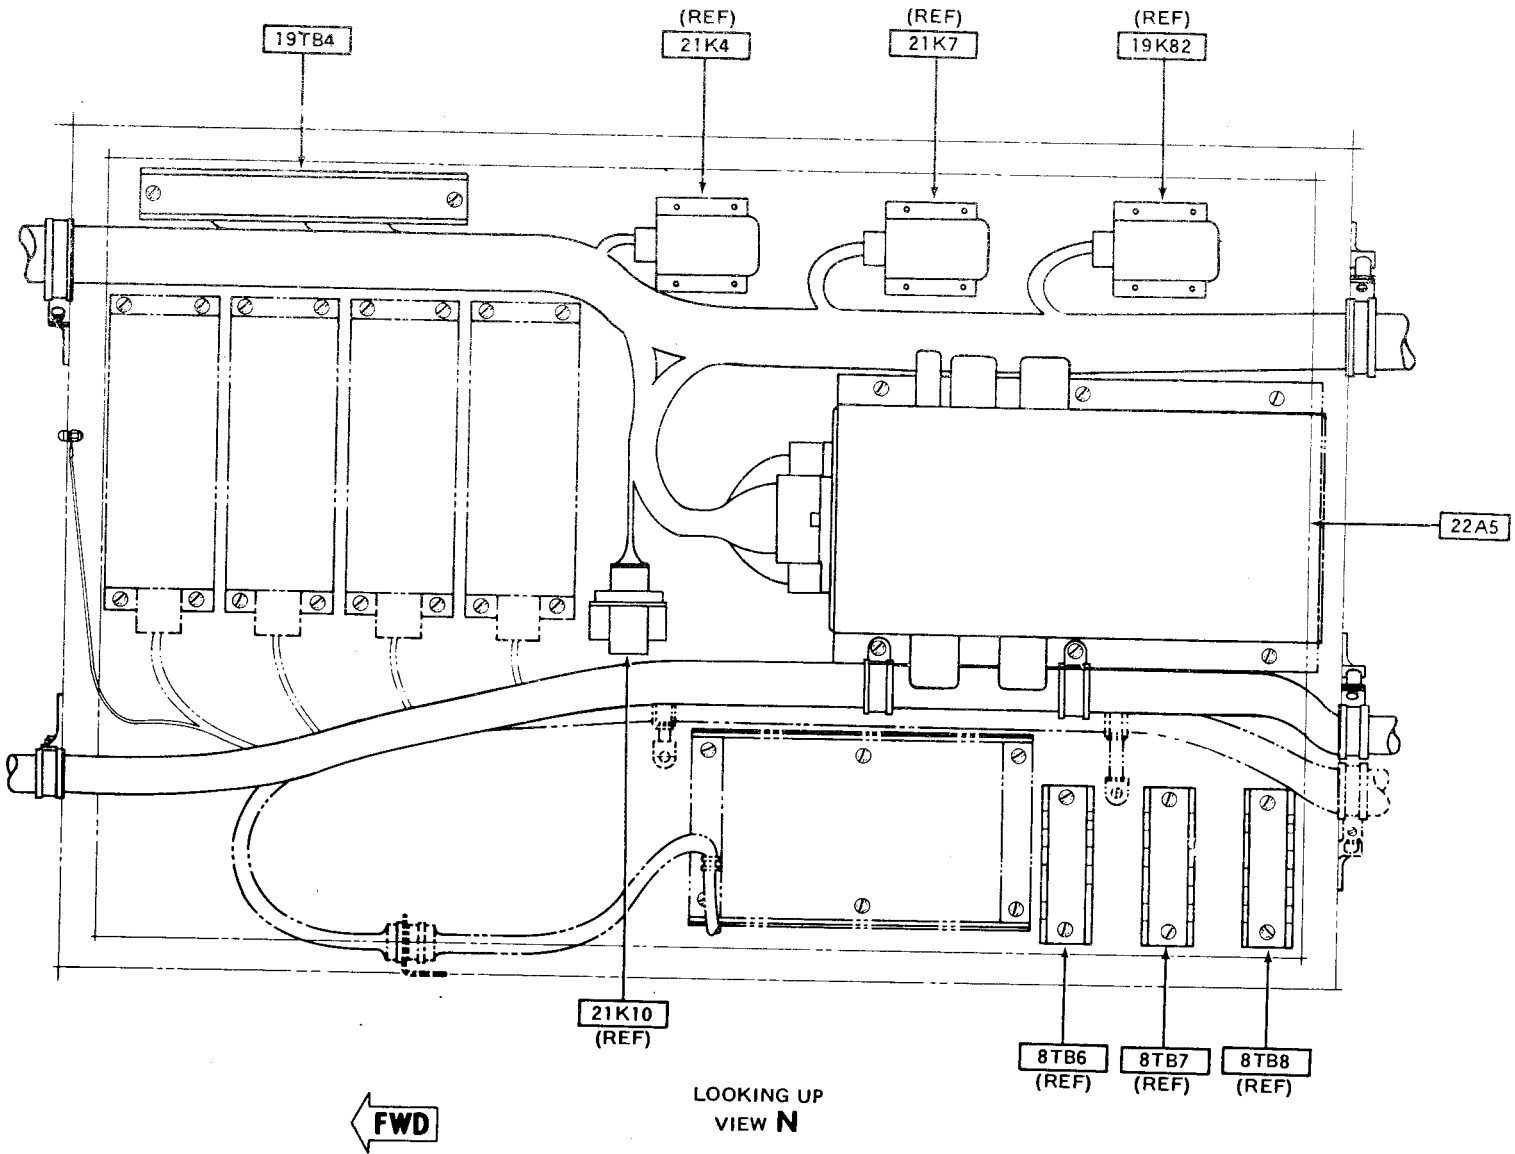 (REF)
(REF)
(REF)
19TB4
21K4
21K7
19K82
22A5
21K10
(REF)
8TB6
8TB7
8TB8
(REF)
(REF)
(REF)
LOOKING UP
VIEW N
FWD